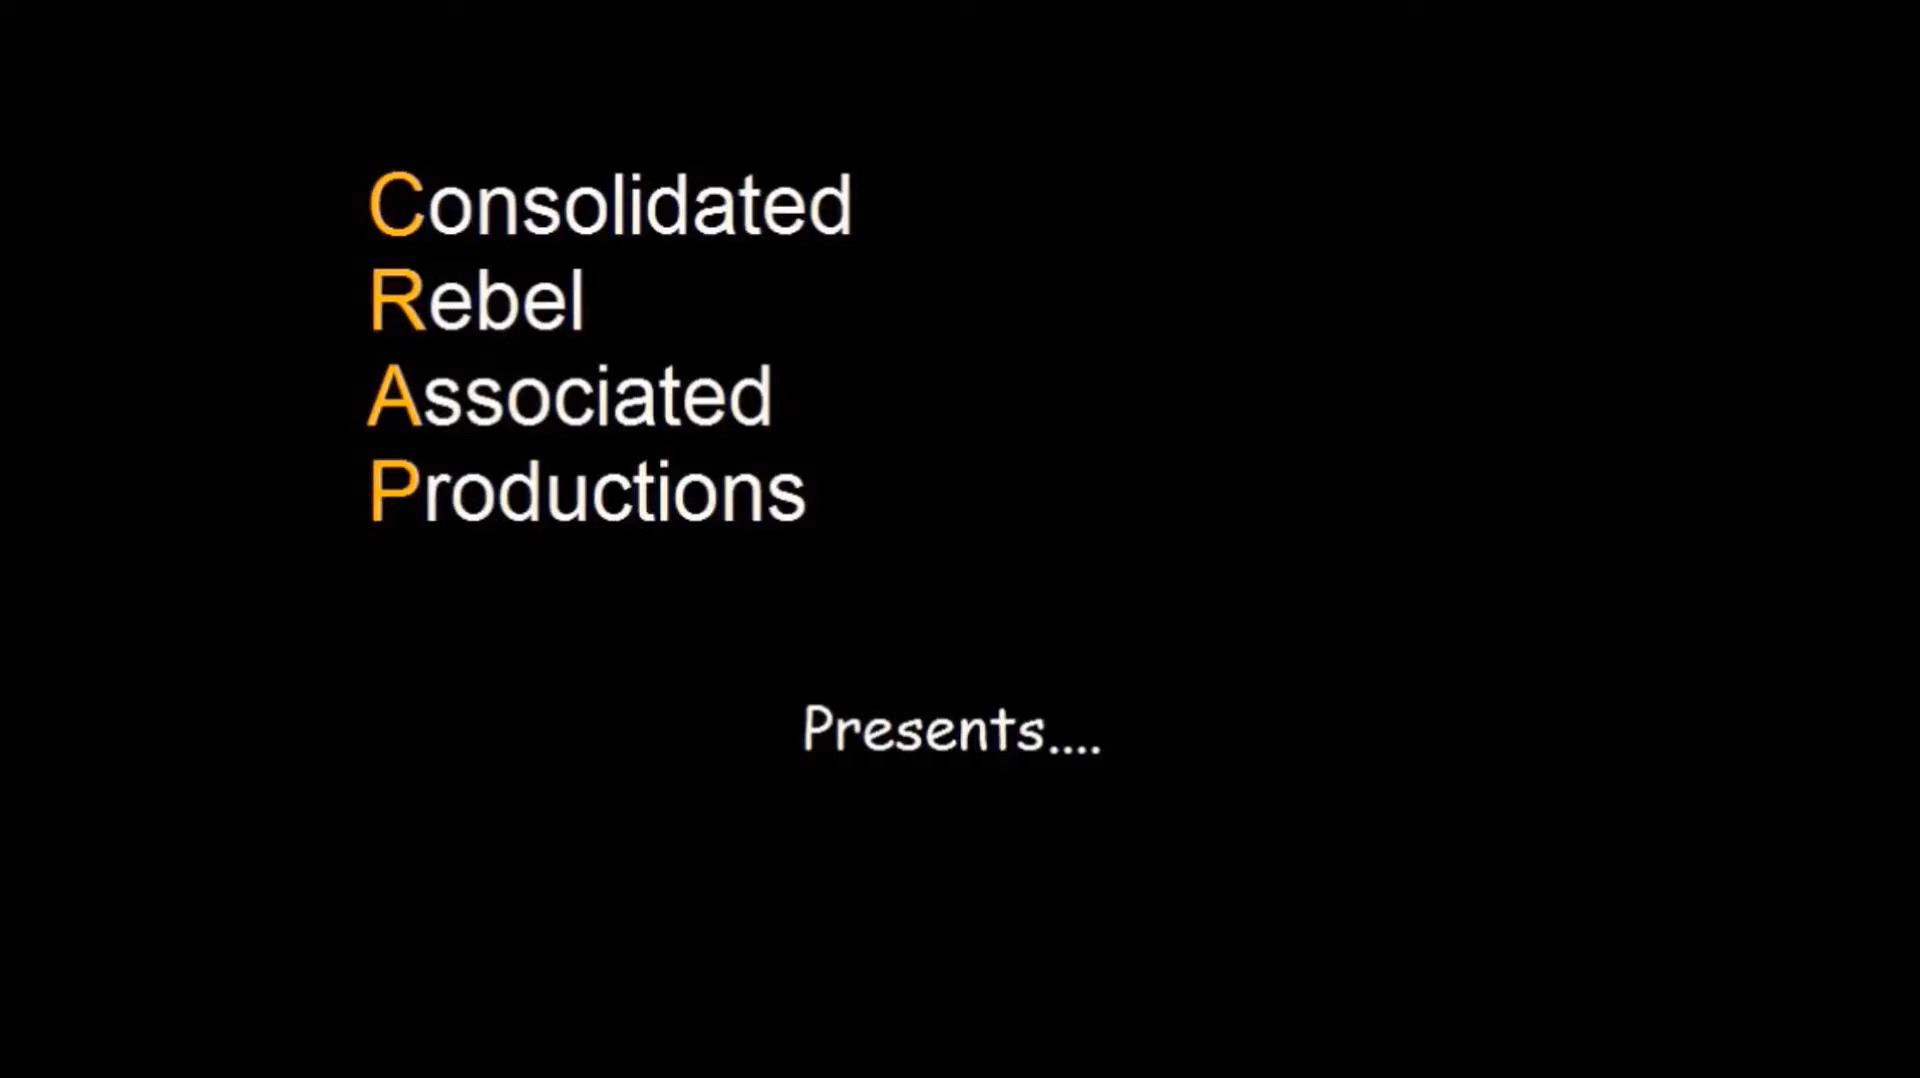 Consolidated
Rebel
Associated
Productions
Presents....